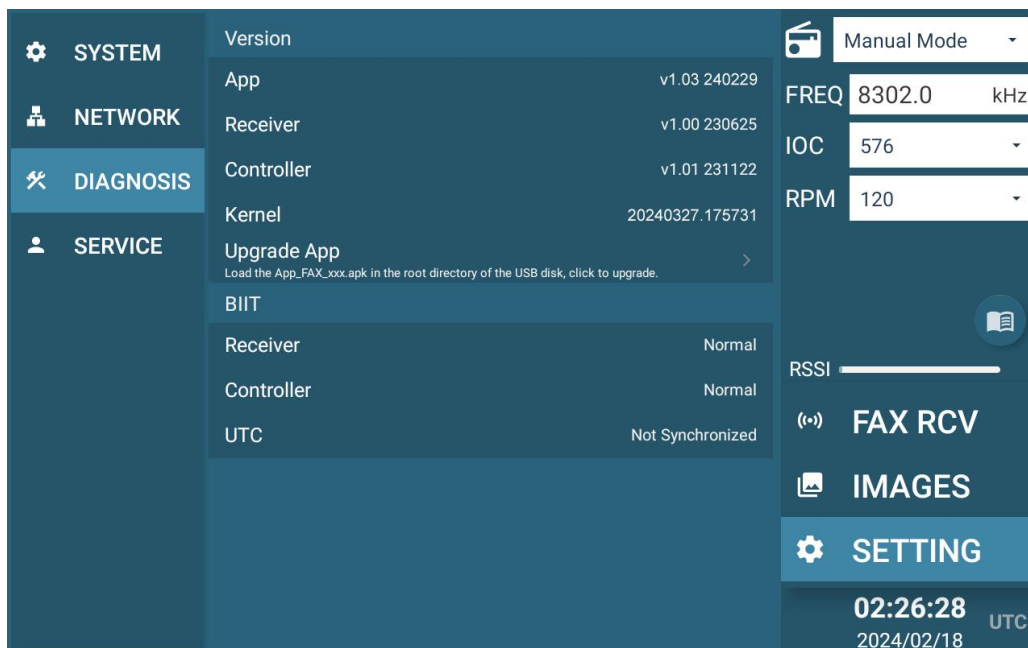 SYSTEM
NETWORK
DIAGNOSIS
SERVICE
Version
App v1.03 240229
Receiver v1.00 230625
Controller v1.01 231122
Kernel 20240327.175731
Upgrade App
Load the App_FAX_xxx.apk in the root directory of the USB disk, click to upgrade.
BIIT
Receiver Normal
Controller Normal
UTC Not Synchronized
Manual Mode
FREQ 8302.0 kHz
IOC 576
RPM 120
RSSI
FAX RCV
IMAGES
SETTING
02:26:28 UTC
2024/02/18